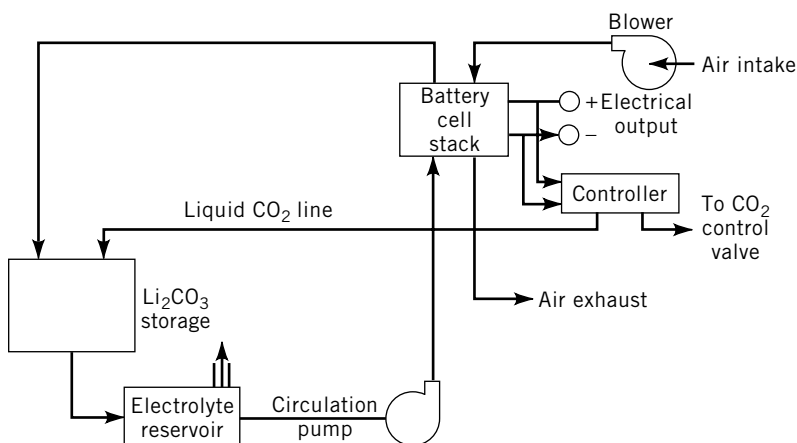 Blower
Air intake
Battery
cell
stack
+Electrical
output
–
Controller
Liquid CO₂ line
To CO₂
control
valve
Li₂CO₃
storage
Air exhaust
Electrolyte
reservoir
Circulation
pump